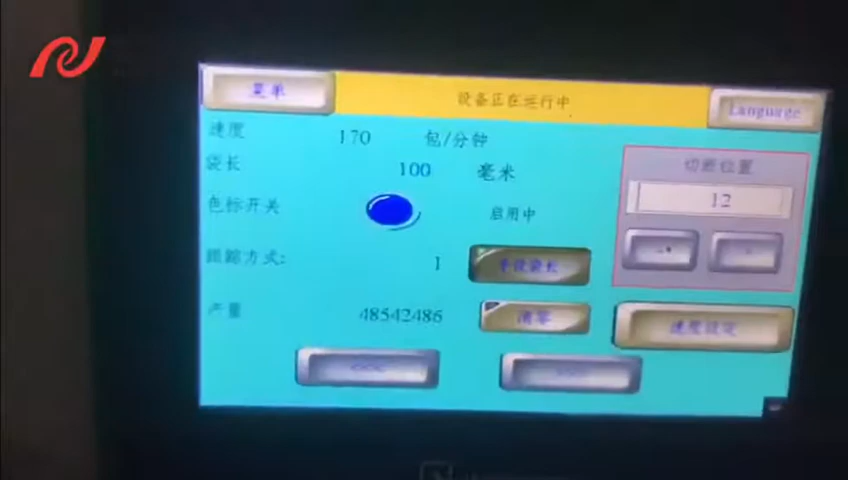 菜单 设备正在运行中 Language
速度 170 包/分钟
袋长 100 毫米
切断位置
12
色标开关 启用中
跟踪方式: 1 手设袋长
产量 48542486 清零
速度设定
<<<